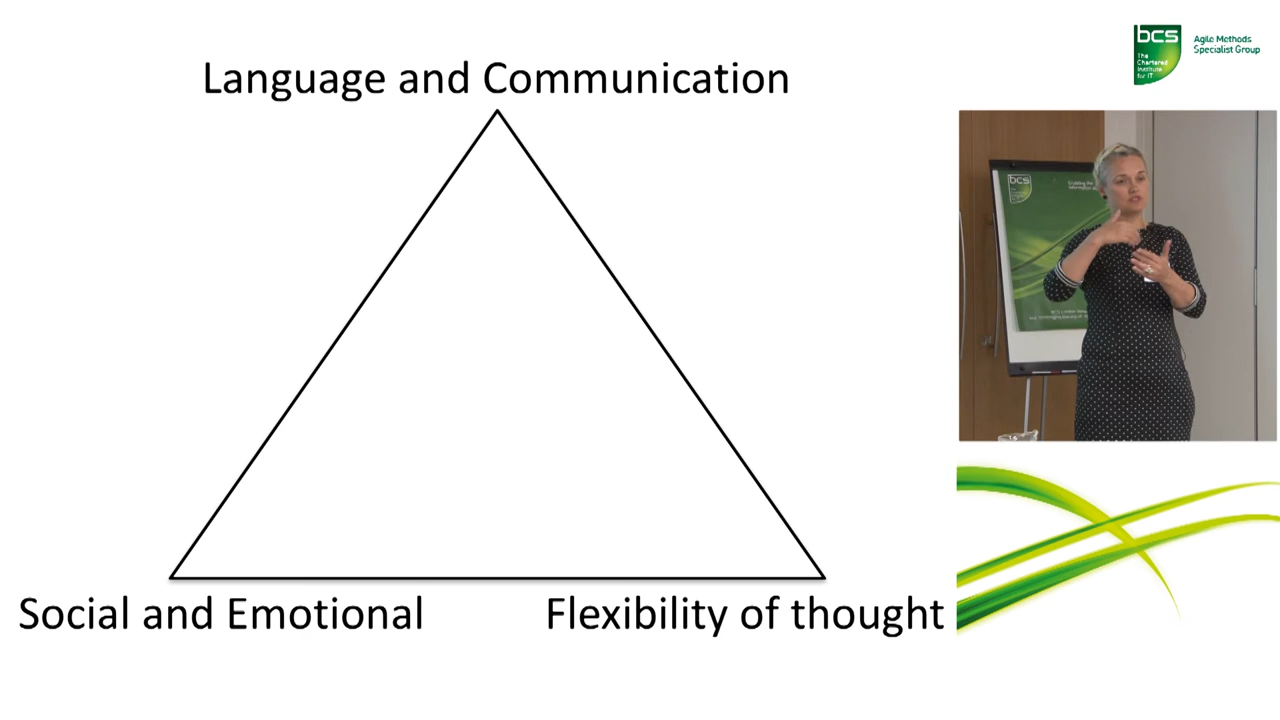 Language and Communication
Social and Emotional
Flexibility of thought
bcs
The
Chartered
Institute
for IT
Agile Methods
Specialist Group
bcs